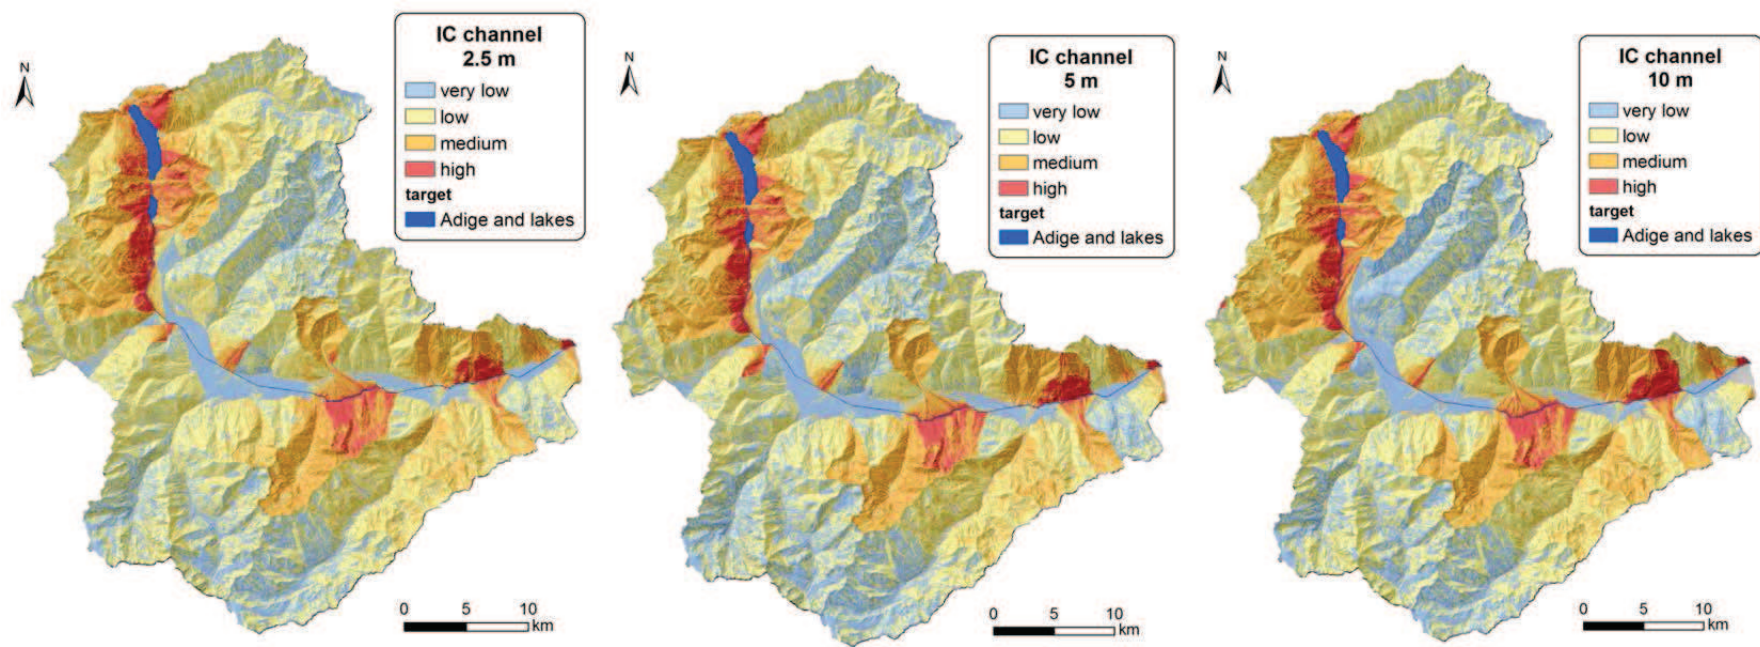 IC channel
2.5 m
N
very low
low
medium
high
target
Adige and lakes
0 5 10
km
IC channel
5 m
N
very low
low
medium
high
target
Adige and lakes
0 5 10
km
IC channel
10 m
N
very low
low
medium
high
target
Adige and lakes
0 5 10
km